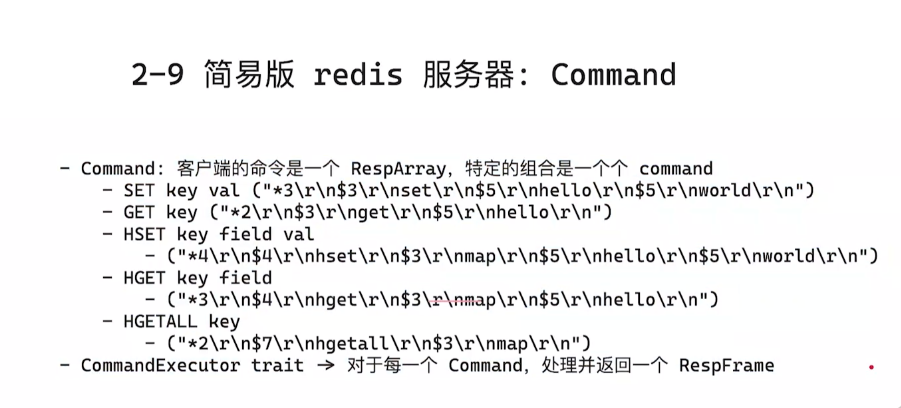 2-9 简易版 redis 服务器: Command
- Command: 客户端的命令是一个 RespArray, 特定的组合是一个个 command
- SET key val ("*3\r\n$3\r\nset\r\n$5\r\nhello\r\n$5\r\nworld\r\n")
- GET key ("*2\r\n$3\r\nget\r\n$5\r\nhello\r\n")
- HSET key field val
- ("*4\r\n$4\r\nhset\r\n$3\r\nmap\r\n$5\r\nhello\r\n$5\r\nworld\r\n")
- HGET key field
- ("*3\r\n$4\r\nhget\r\n$3\r\nmap\r\n$5\r\nhello\r\n")
- HGETALL key
- ("*2\r\n$7\r\nhgetall\r\n$3\r\nmap\r\n")
- CommandExecutor trait → 对于每一个 Command, 处理并返回一个 RespFrame